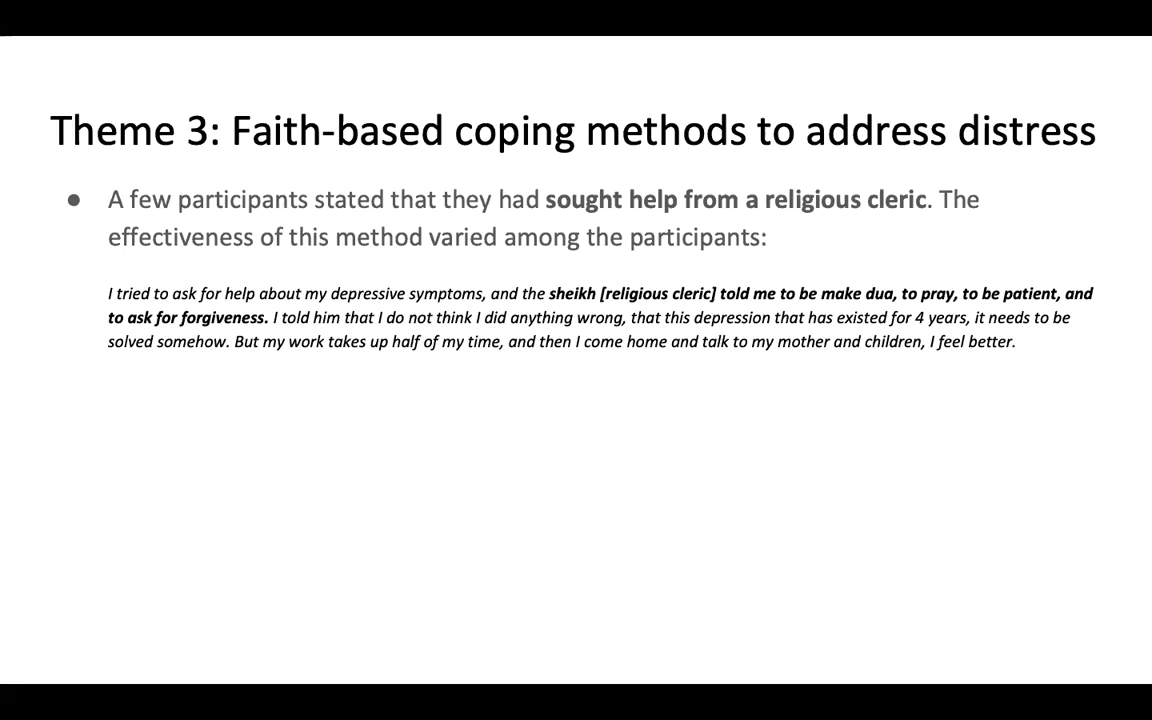 Theme 3: Faith-based coping methods to address distress
● A few participants stated that they had sought help from a religious cleric. The
effectiveness of this method varied among the participants:
I tried to ask for help about my depressive symptoms, and the sheikh [religious cleric] told me to be make dua, to pray, to be patient, and
to ask for forgiveness. I told him that I do not think I did anything wrong, that this depression that has existed for 4 years, it needs to be
solved somehow. But my work takes up half of my time, and then I come home and talk to my mother and children, I feel better.